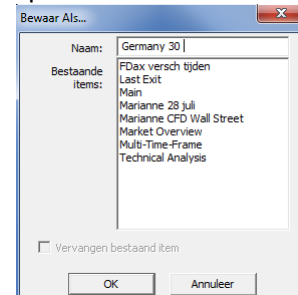 Bewaar Als...
Naam: Germany 30
Bestaande items:
FDax versch tijden
Last Exit
Main
Marianne 28 juli
Marianne CFD Wall Street
Market Overview
Multi-Time-Frame
Technical Analysis
Vervangen bestaand item
OK Annuleer